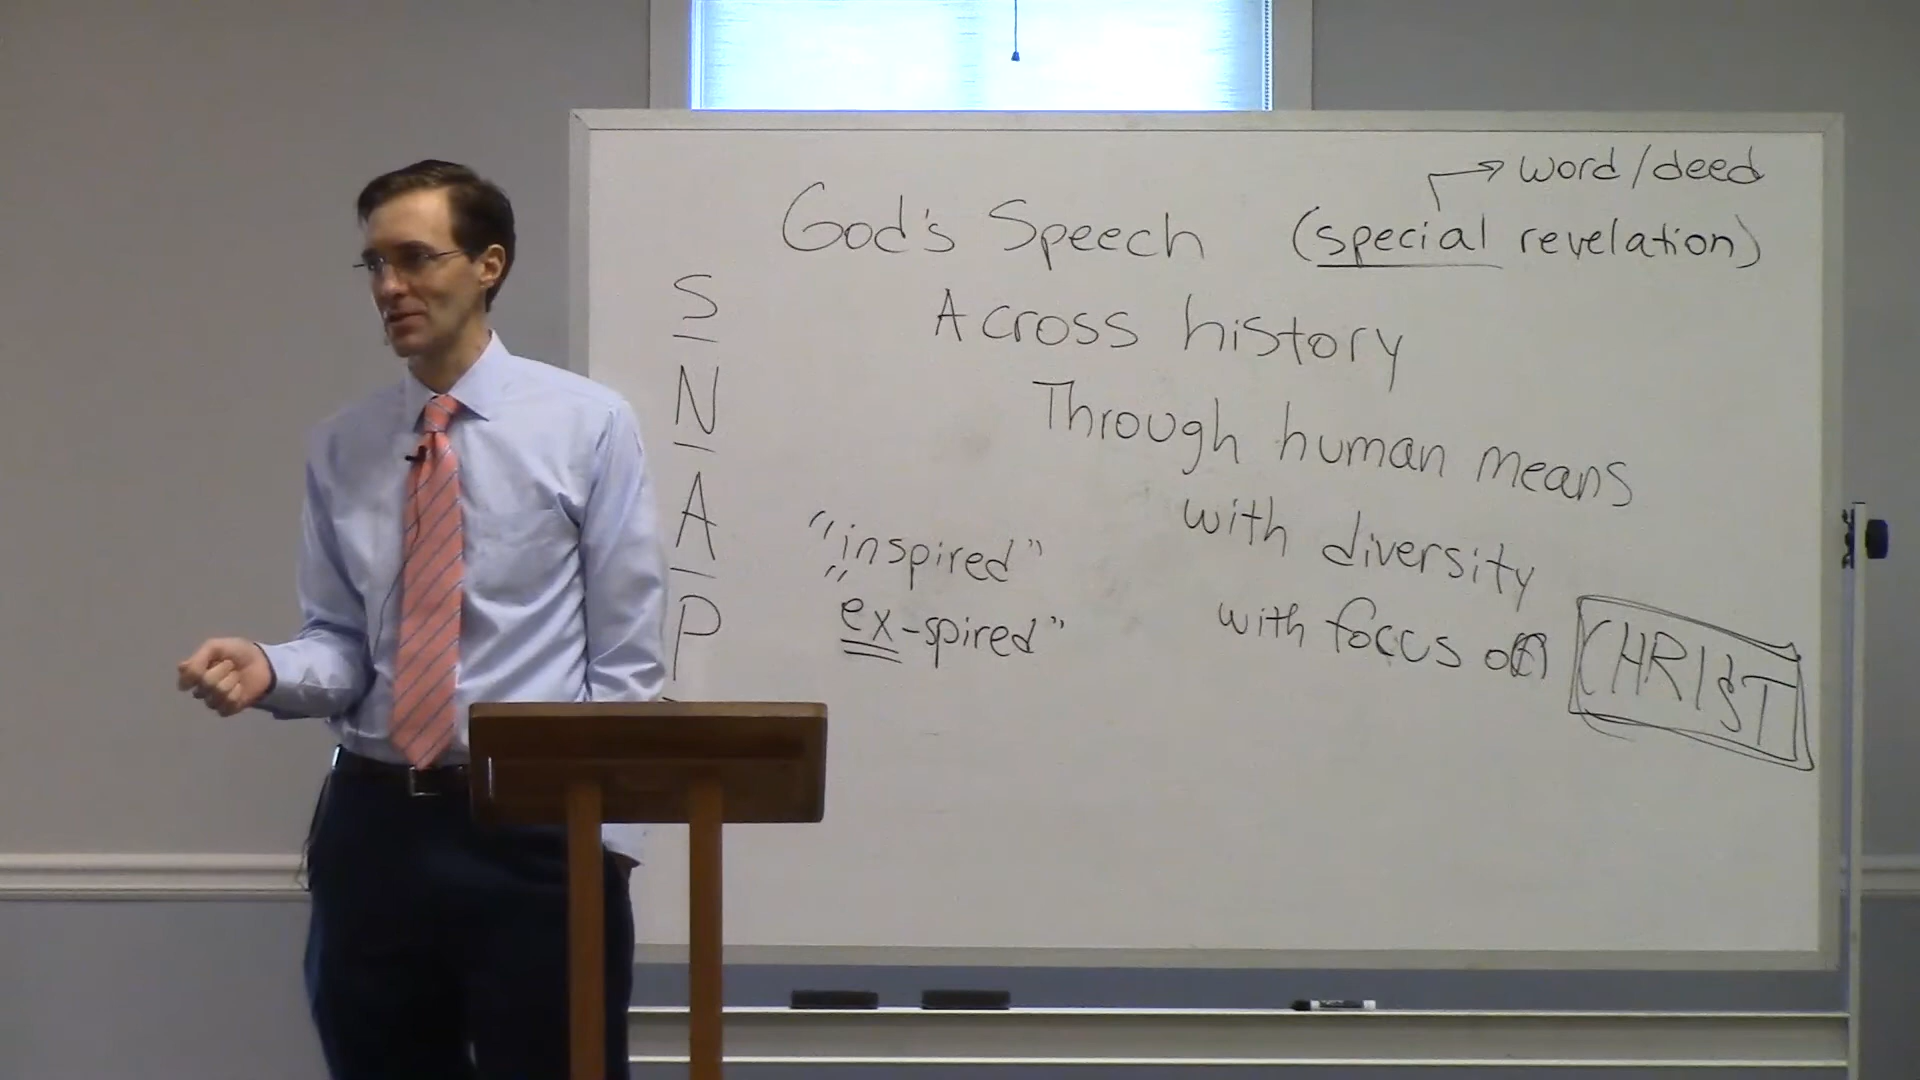 word/deed
God's Speech (special revelation)
S
Across history
N
Through human means
A
with diversity
"inspired"
P
"ex-spired"
with focus on CHRIST